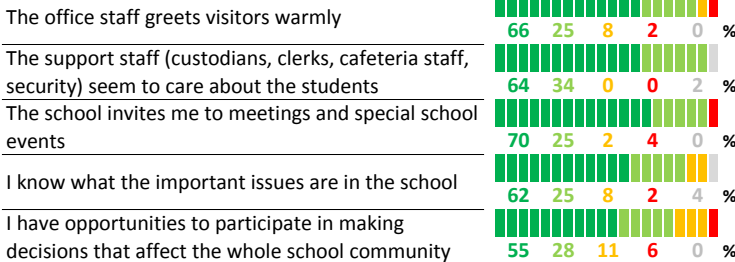 The office staff greets visitors warmly
66 25 8 2 0 %
The support staff (custodians, clerks, cafeteria staff,
security) seem to care about the students
64 34 0 0 2 %
The school invites me to meetings and special school
events
70 25 2 4 0 %
I know what the important issues are in the school
62 25 8 2 4 %
I have opportunities to participate in making
decisions that affect the whole school community
55 28 11 6 0 %